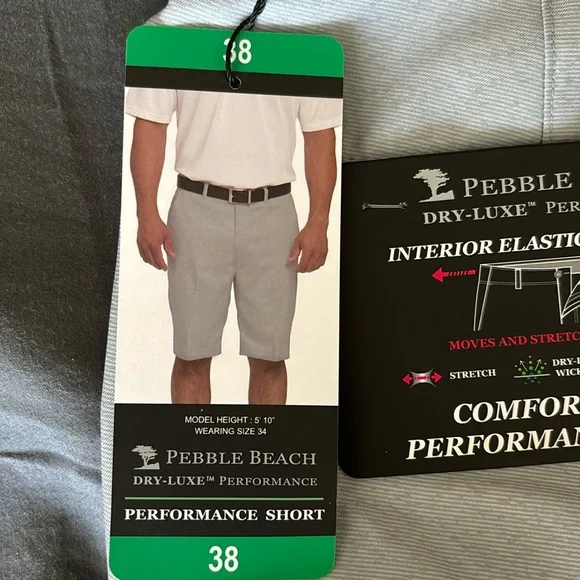 38
MODEL HEIGHT : 5' 10"
WEARING SIZE 34
PEBBLE BEACH
DRY-LUXE™ PERFORMANCE
PERFORMANCE SHORT
38
PEBBLE
DRY-LUXE™ PER
INTERIOR ELASTIC
MOVES AND STRETC
STRETCH
DRY-L
WICK
COMFOR
PERFORMAN